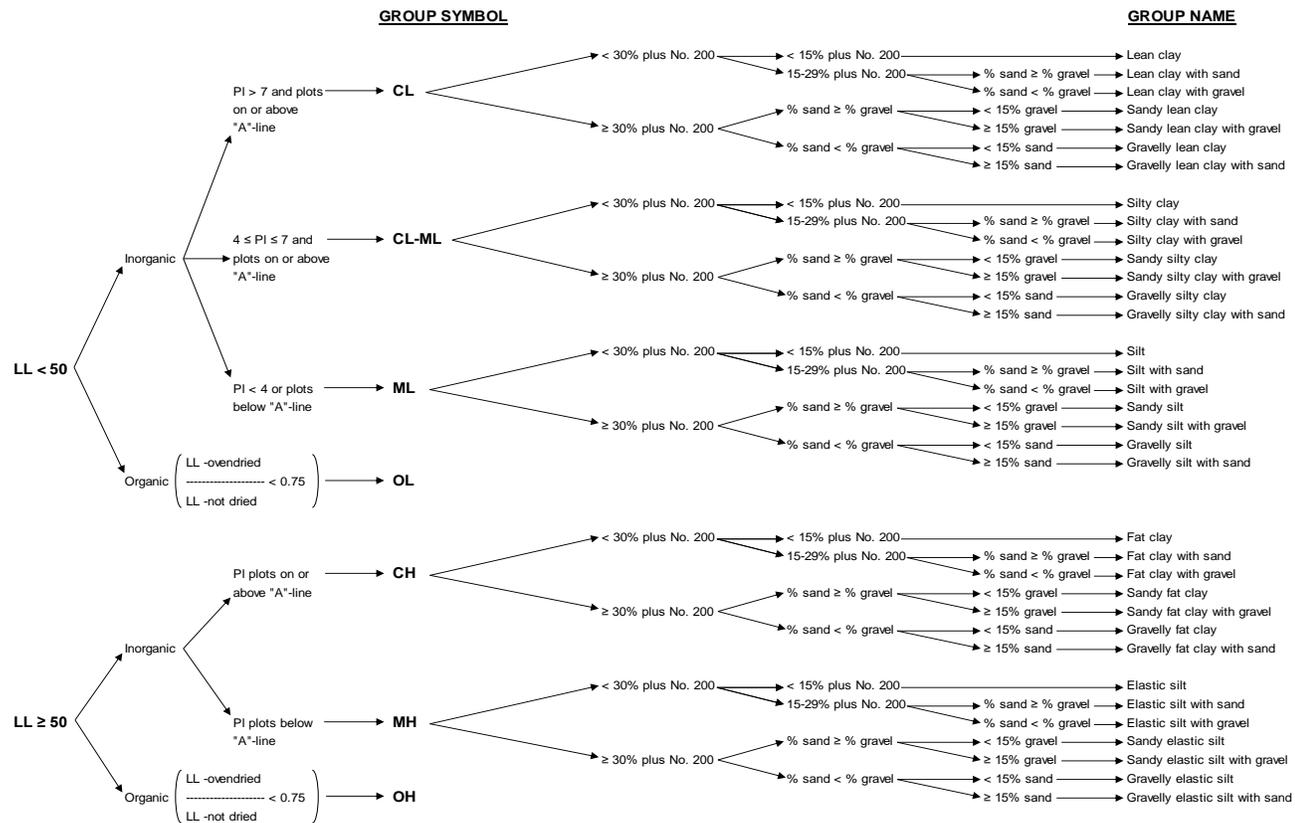 GROUP SYMBOL
GROUP NAME
LL < 50
Inorganic
PI > 7 and plots
on or above
"A"-line
CL
< 30% plus No. 200
< 15% plus No. 200
Lean clay
15-29% plus No. 200
% sand ≥ % gravel
Lean clay with sand
% sand < % gravel
Lean clay with gravel
≥ 30% plus No. 200
% sand ≥ % gravel
< 15% gravel
Sandy lean clay
≥ 15% gravel
Sandy lean clay with gravel
% sand < % gravel
< 15% sand
Gravelly lean clay
≥ 15% sand
Gravelly lean clay with sand
4 ≤ PI ≤ 7 and
plots on or above
"A"-line
CL-ML
< 30% plus No. 200
< 15% plus No. 200
Silty clay
15-29% plus No. 200
% sand ≥ % gravel
Silty clay with sand
% sand < % gravel
Silty clay with gravel
≥ 30% plus No. 200
% sand ≥ % gravel
< 15% gravel
Sandy silty clay
≥ 15% gravel
Sandy silty clay with gravel
% sand < % gravel
< 15% sand
Gravelly silty clay
≥ 15% sand
Gravelly silty clay with sand
PI < 4 or plots
below "A"-line
ML
< 30% plus No. 200
< 15% plus No. 200
Silt
15-29% plus No. 200
% sand ≥ % gravel
Silt with sand
% sand < % gravel
Silt with gravel
≥ 30% plus No. 200
% sand ≥ % gravel
< 15% gravel
Sandy silt
≥ 15% gravel
Sandy silt with gravel
% sand < % gravel
< 15% sand
Gravelly silt
≥ 15% sand
Gravelly silt with sand
Organic
LL -ovendried
-------------------- < 0.75
LL -not dried
OL
LL ≥ 50
Inorganic
PI plots on or
above "A"-line
CH
< 30% plus No. 200
< 15% plus No. 200
Fat clay
15-29% plus No. 200
% sand ≥ % gravel
Fat clay with sand
% sand < % gravel
Fat clay with gravel
≥ 30% plus No. 200
% sand ≥ % gravel
< 15% gravel
Sandy fat clay
≥ 15% gravel
Sandy fat clay with gravel
% sand < % gravel
< 15% sand
Gravelly fat clay
≥ 15% sand
Gravelly fat clay with sand
PI plots below
"A"-line
MH
< 30% plus No. 200
< 15% plus No. 200
Elastic silt
15-29% plus No. 200
% sand ≥ % gravel
Elastic silt with sand
% sand < % gravel
Elastic silt with gravel
≥ 30% plus No. 200
% sand ≥ % gravel
< 15% gravel
Sandy elastic silt
≥ 15% gravel
Sandy elastic silt with gravel
% sand < % gravel
< 15% sand
Gravelly elastic silt
≥ 15% sand
Gravelly elastic silt with sand
Organic
LL -ovendried
-------------------- < 0.75
LL -not dried
OH